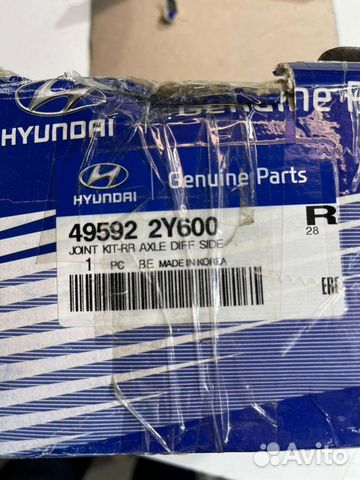 Genuine P
HYUNDAI
HYUNDAI
Genuine Parts
49592 2Y600
R
28
JOINT KIT-RR AXLE DIFF SIDE
1 PC BE MADE IN KOREA
EAC
Avito